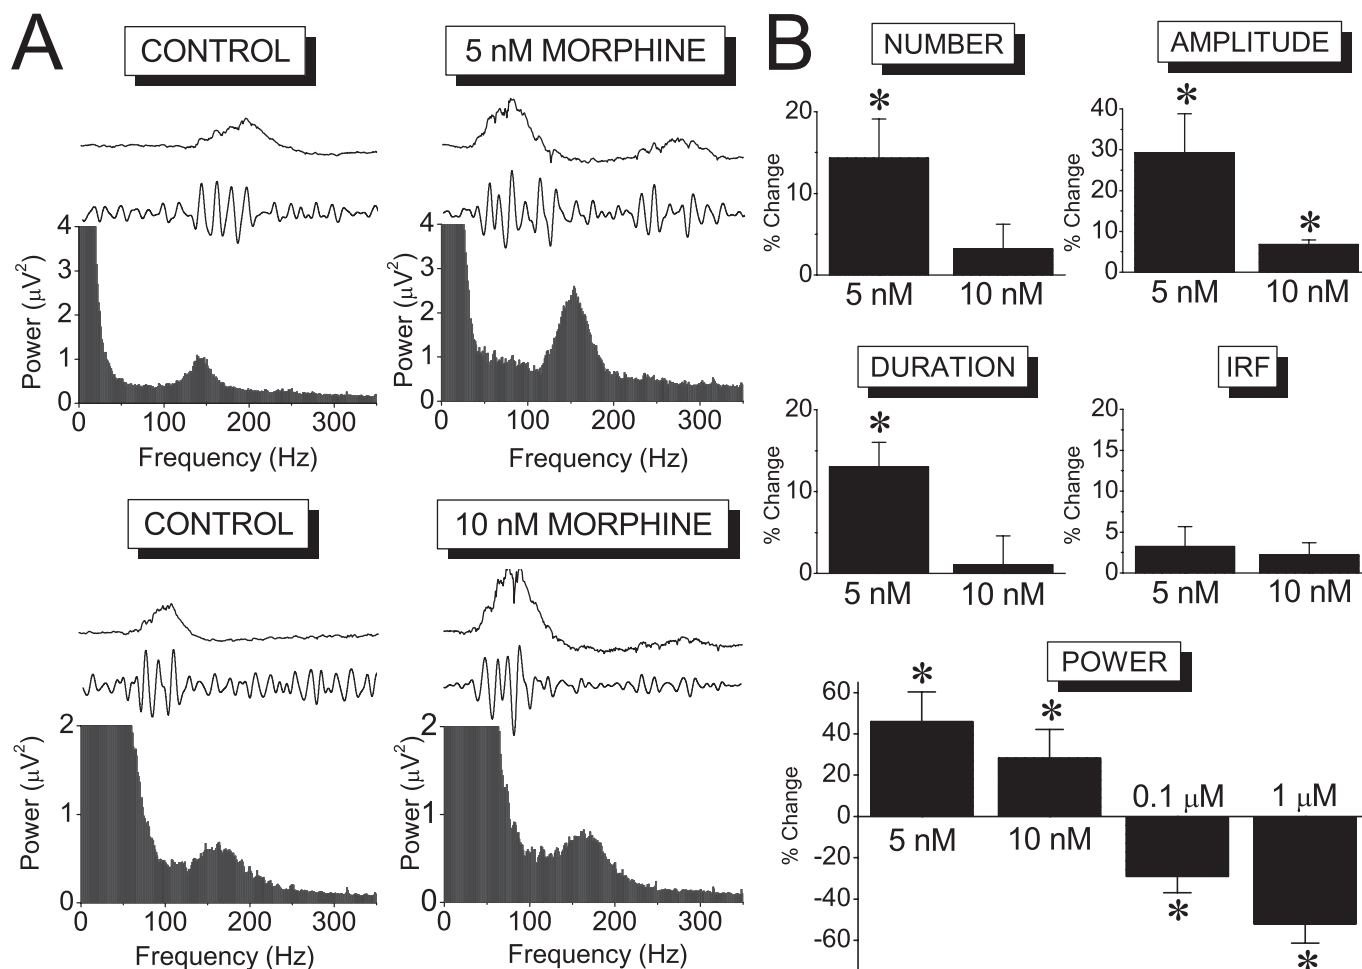 A
CONTROL
5 nM MORPHINE
4
3
2
1
0
Power (μV²)
0 100 200 300
Frequency (Hz)
4
3
2
1
0
Power (μV²)
0 100 200 300
Frequency (Hz)
CONTROL
10 nM MORPHINE
2
1
0
Power (μV²)
0 100 200 300
Frequency (Hz)
2
1
0
Power (μV²)
0 100 200 300
Frequency (Hz)
B
NUMBER
20
10
0
% Change
*
5 nM 10 nM
AMPLITUDE
40
30
20
10
0
% Change
* *
5 nM 10 nM
DURATION
20
10
0
% Change
*
5 nM 10 nM
IRF
20
15
10
5
0
% Change
5 nM 10 nM
POWER
60
40
20
0
-20
-40
-60
% Change
* *
0.1 μM 1 μM
5 nM 10 nM
* *